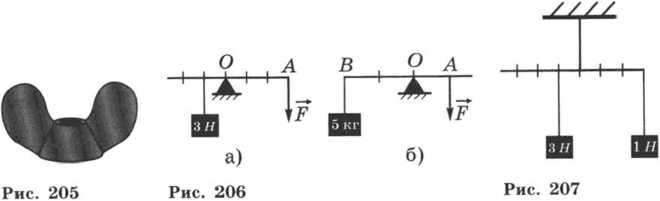 O
A
3 Н
F
а)
B
O
A
5 кг
F
б)
3 Н
1 Н
Рис. 205
Рис. 206
Рис. 207